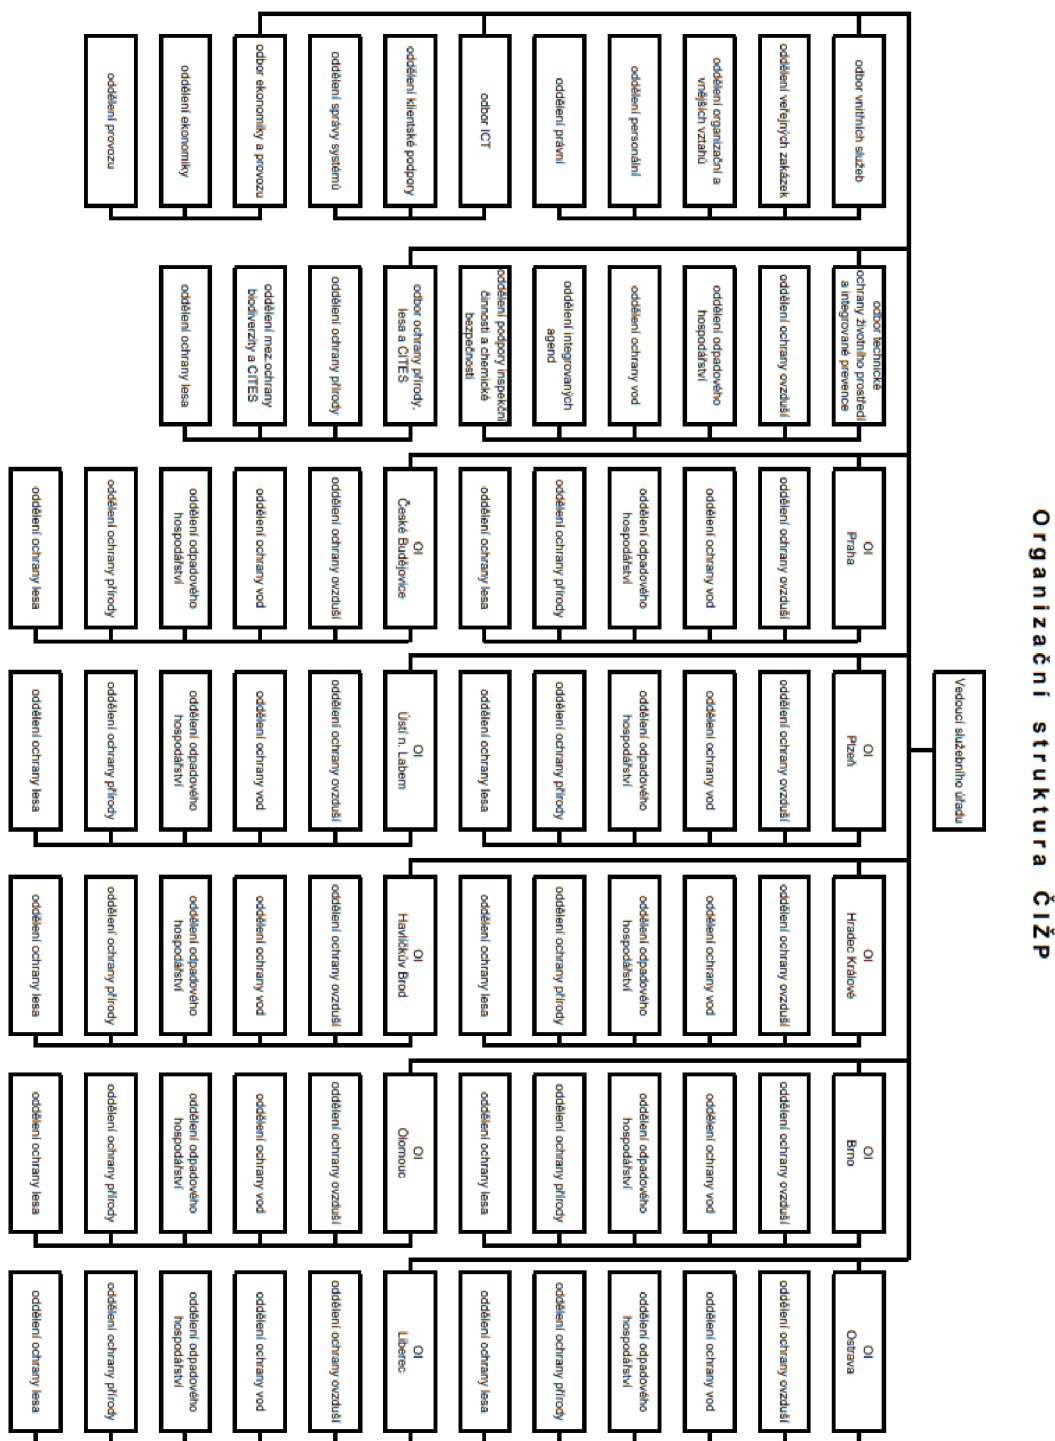 Organizační struktura ČIŽP
Vedoucí služebního úřadu
odbor vnitřních služeb
oddělení veřejných zakázek
oddělení organizační a
vnějších vztahů
oddělení personální
oddělení právní
odbor ICT
oddělení klientské podpory
oddělení správy systémů
odbor ekonomiky a provozu
oddělení ekonomiky
oddělení provozu
odbor technické
ochrany životního prostředí
a integrované prevence
oddělení ochrany ovzduší
oddělení odpadového
hospodářství
oddělení ochrany vod
oddělení integrovaných
agend
oddělení podpory inspekční
činnosti a chemické
bezpečnosti
odbor ochrany přírody,
lesa a CITES
oddělení ochrany přírody
oddělení mez.ochrany
biodiverzity a CITES
oddělení ochrany lesa
OI
Praha
oddělení ochrany ovzduší
oddělení ochrany vod
oddělení odpadového
hospodářství
oddělení ochrany přírody
oddělení ochrany lesa
OI
České Budějovice
oddělení ochrany ovzduší
oddělení ochrany vod
oddělení odpadového
hospodářství
oddělení ochrany přírody
oddělení ochrany lesa
OI
Plzeň
oddělení ochrany ovzduší
oddělení ochrany vod
oddělení odpadového
hospodářství
oddělení ochrany přírody
oddělení ochrany lesa
OI
Ústí n. Labem
oddělení ochrany ovzduší
oddělení ochrany vod
oddělení odpadového
hospodářství
oddělení ochrany přírody
oddělení ochrany lesa
OI
Hradec Králové
oddělení ochrany ovzduší
oddělení ochrany vod
oddělení odpadového
hospodářství
oddělení ochrany přírody
oddělení ochrany lesa
OI
Havlíčkův Brod
oddělení ochrany ovzduší
oddělení ochrany vod
oddělení odpadového
hospodářství
oddělení ochrany přírody
oddělení ochrany lesa
OI
Brno
oddělení ochrany ovzduší
oddělení ochrany vod
oddělení odpadového
hospodářství
oddělení ochrany přírody
oddělení ochrany lesa
OI
Olomouc
oddělení ochrany ovzduší
oddělení ochrany vod
oddělení odpadového
hospodářství
oddělení ochrany přírody
oddělení ochrany lesa
OI
Ostrava
oddělení ochrany ovzduší
oddělení ochrany vod
oddělení odpadového
hospodářství
oddělení ochrany přírody
oddělení ochrany lesa
OI
Liberec
oddělení ochrany ovzduší
oddělení ochrany vod
oddělení odpadového
hospodářství
oddělení ochrany přírody
oddělení ochrany lesa